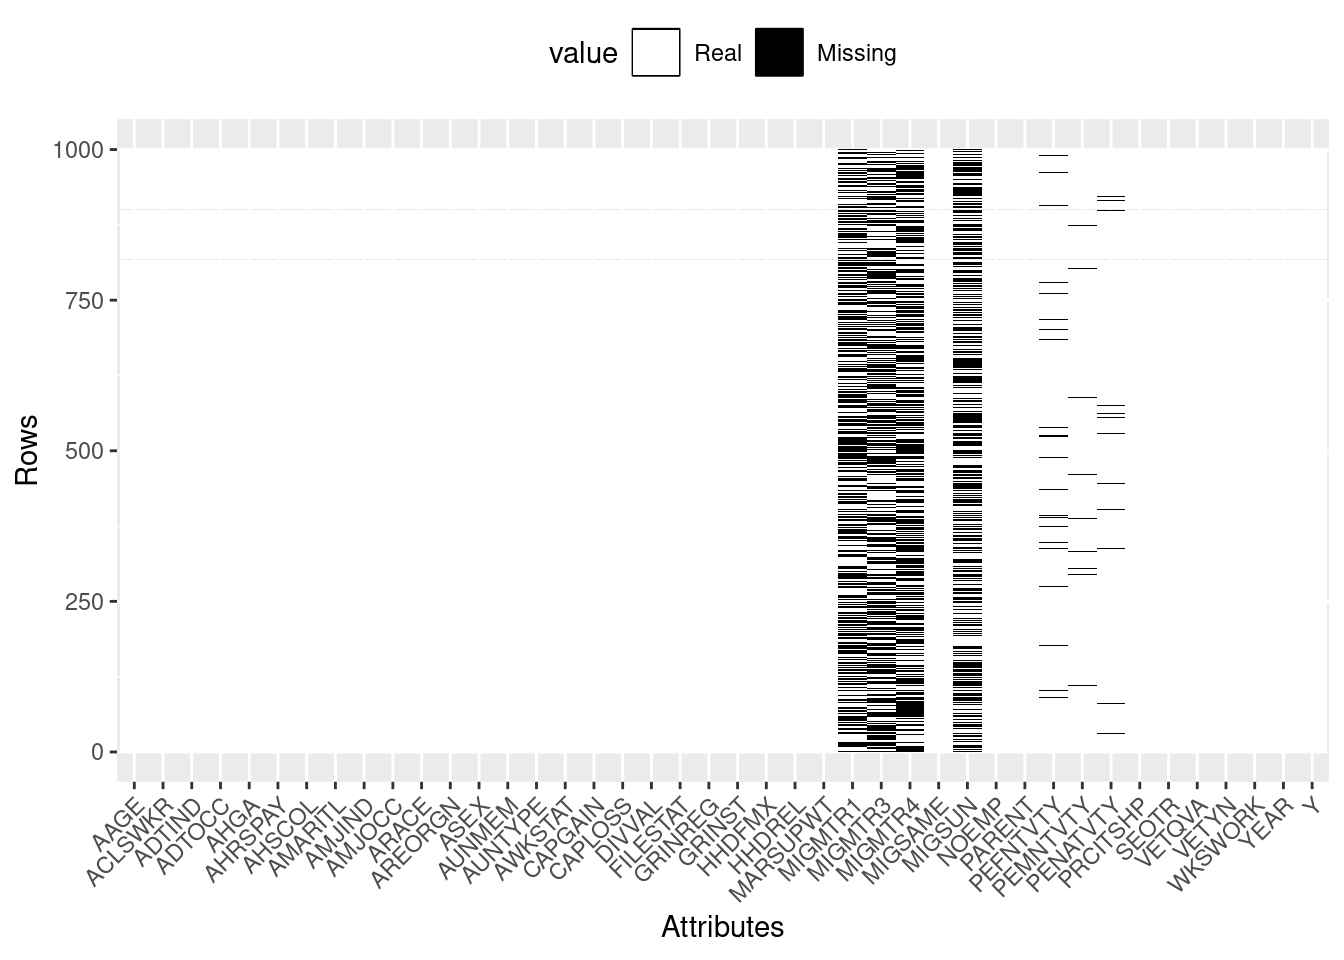 value Real Missing
1000
750
500
250
0
Rows
AAGE
ACLSWKR
ADTIND
ADTOCC
AHGA
AHRSPAY
AHSCOL
AMARITL
AMJIND
AMJOCC
ARACE
AREORGN
ASEX
AUNMEM
AUNTYPE
AWKSTAT
CAPGAIN
CAPLOSS
DIVVAL
FILESTAT
GRINREG
GRINST
HHDFMX
HHDREL
MARSUPWT
MIGMTR1
MIGMTR3
MIGMTR4
MIGSAME
MIGSUN
NOEMP
PARENT
PEFNTVTY
PEMNTVTY
PENATVTY
PRCITSHP
SEOTR
VETQVA
VETYN
WKSWORK
YEAR
Y
Attributes